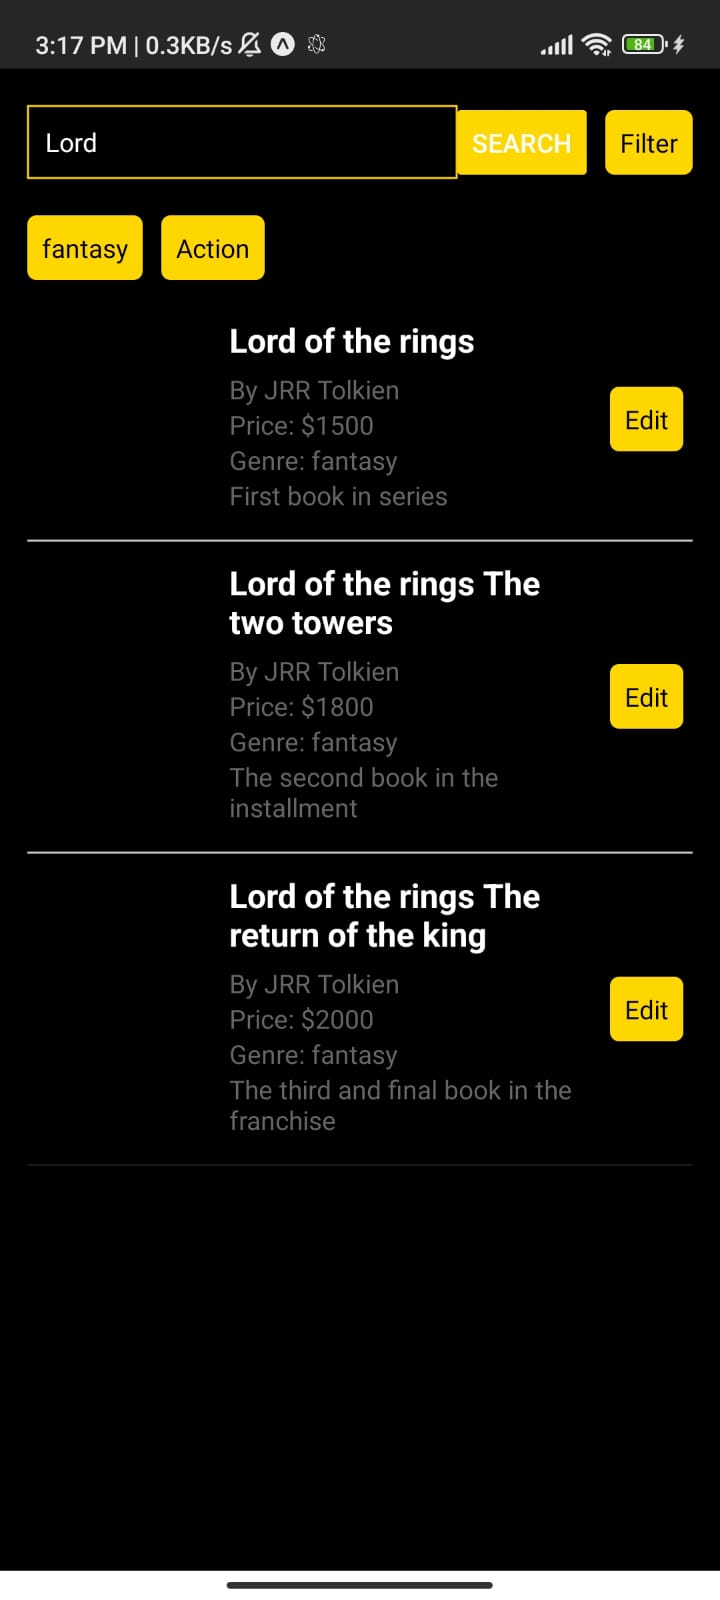 3:17 PM | 0.3KB/s 84
Lord SEARCH Filter
fantasy Action
Lord of the rings
By JRR Tolkien
Price: $1500
Edit
Genre: fantasy
First book in series
Lord of the rings The
two towers
By JRR Tolkien
Price: $1800
Edit
Genre: fantasy
The second book in the
installment
Lord of the rings The
return of the king
By JRR Tolkien
Price: $2000
Edit
Genre: fantasy
The third and final book in the
franchise